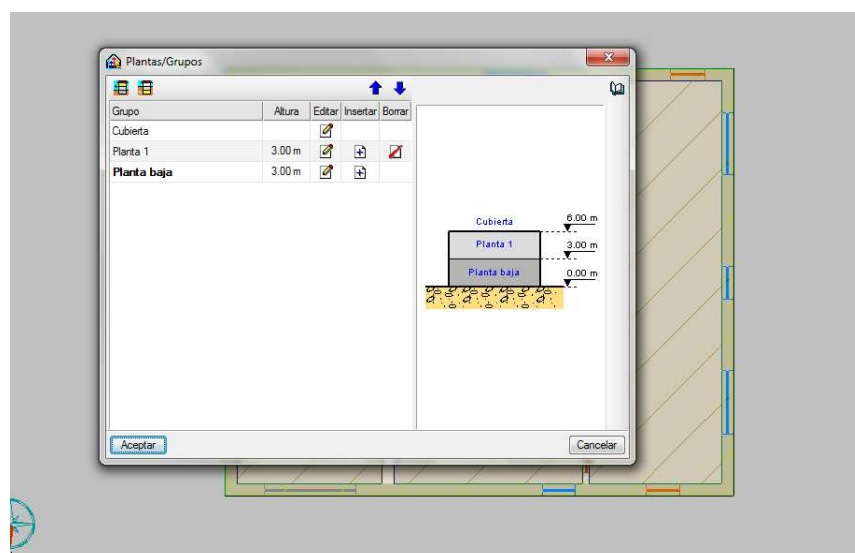 Plantas/Grupos
Grupo Altura Editar Insertar Borrar
Cubierta
Planta 1 3.00 m
Planta baja 3.00 m
Cubierta 6.00 m
Planta 1 3.00 m
Planta baja 0.00 m
Aceptar Cancelar